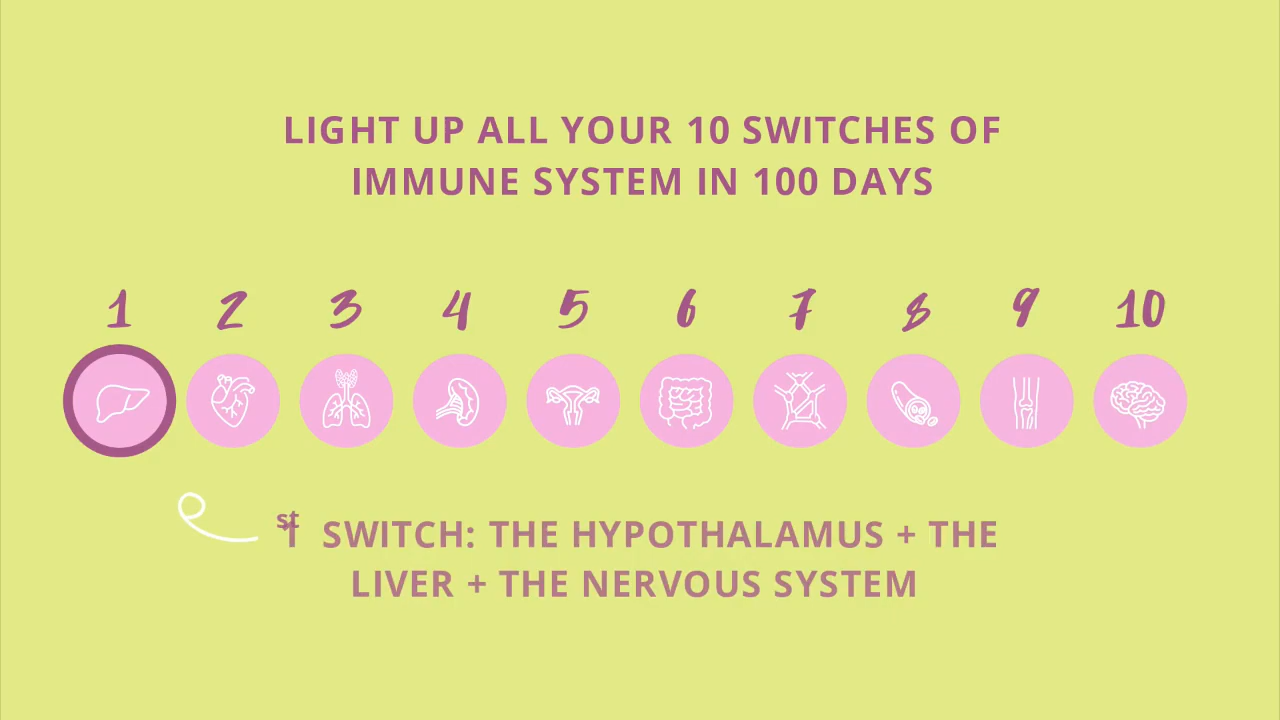 LIGHT UP ALL YOUR 10 SWITCHES OF
IMMUNE SYSTEM IN 100 DAYS
1 2 3 4 5 6 7 8 9 10
1st SWITCH: THE HYPOTHALAMUS + THE
LIVER + THE NERVOUS SYSTEM